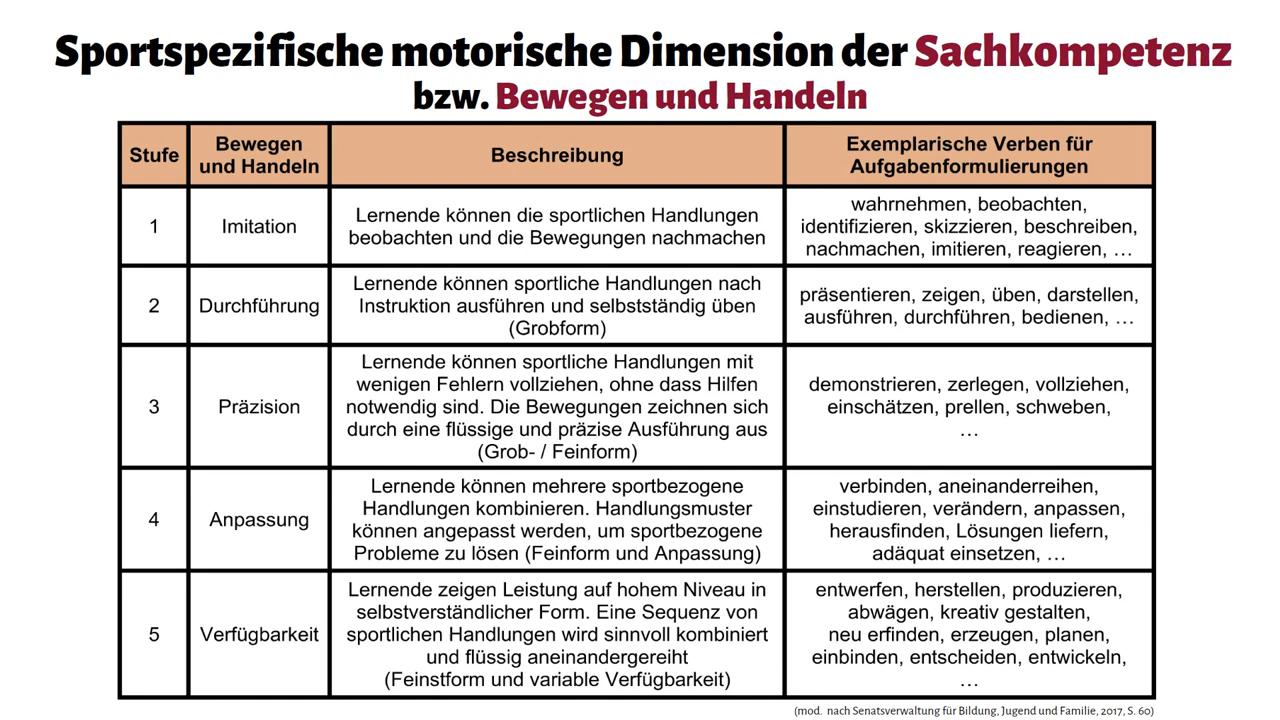 Sportspezifische motorische Dimension der Sachkompetenz
bzw. Bewegen und Handeln
Stufe
Bewegen
und Handeln
Beschreibung
Exemplarische Verben für
Aufgabenformulierungen
1
Imitation
Lernende können die sportlichen Handlungen
beobachten und die Bewegungen nachmachen
wahrnehmen, beobachten,
identifizieren, skizzieren, beschreiben,
nachmachen, imitieren, reagieren, …
2
Durchführung
Lernende können sportliche Handlungen nach
Instruktion ausführen und selbstständig üben
(Grobform)
präsentieren, zeigen, üben, darstellen,
ausführen, durchführen, bedienen, …
3
Präzision
Lernende können sportliche Handlungen mit
wenigen Fehlern vollziehen, ohne dass Hilfen
notwendig sind. Die Bewegungen zeichnen sich
durch eine flüssige und präzise Ausführung aus
(Grob- / Feinform)
demonstrieren, zerlegen, vollziehen,
einschätzen, prellen, schweben,
…
4
Anpassung
Lernende können mehrere sportbezogene
Handlungen kombinieren. Handlungsmuster
können angepasst werden, um sportbezogene
Probleme zu lösen (Feinform und Anpassung)
verbinden, aneinanderreihen,
einstudieren, verändern, anpassen,
herausfinden, Lösungen liefern,
adäquat einsetzen, …
5
Verfügbarkeit
Lernende zeigen Leistung auf hohem Niveau in
selbstverständlicher Form. Eine Sequenz von
sportlichen Handlungen wird sinnvoll kombiniert
und flüssig aneinandergereiht
(Feinstform und variable Verfügbarkeit)
entwerfen, herstellen, produzieren,
abwägen, kreativ gestalten,
neu erfinden, erzeugen, planen,
einbinden, entscheiden, entwickeln,
…
(mod. nach Senatsverwaltung für Bildung, Jugend und Familie, 2017, S. 60)